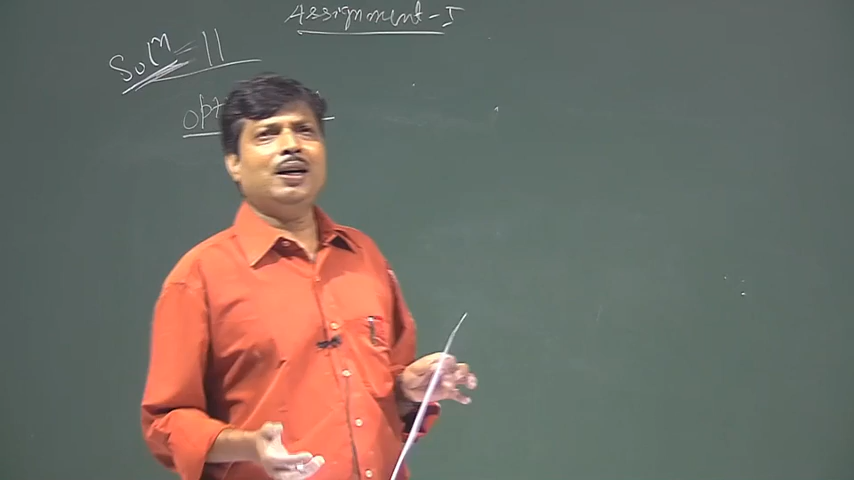 Assignment-I
Solⁿ 11
opt